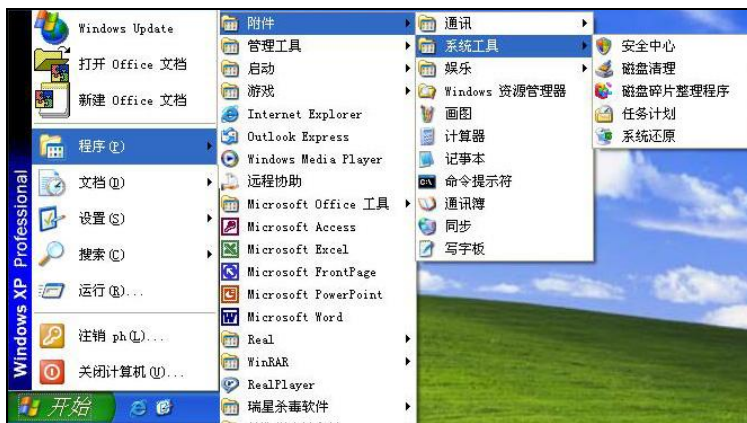 Windows XP Professional
Windows Update
打开 Office 文档
新建 Office 文档
程序(P)
文档(D)
设置(S)
搜索(C)
运行(R)...
注销 ph(L)...
关闭计算机(U)...
开始
附件
管理工具
启动
游戏
Internet Explorer
Outlook Express
Windows Media Player
远程协助
Microsoft Office 工具
Microsoft Access
Microsoft Excel
Microsoft FrontPage
Microsoft PowerPoint
Microsoft Word
Real
WinRAR
RealPlayer
瑞星杀毒软件
通讯
系统工具
娱乐
Windows 资源管理器
画图
计算器
记事本
命令提示符
通讯簿
同步
写字板
安全中心
磁盘清理
磁盘碎片整理程序
任务计划
系统还原